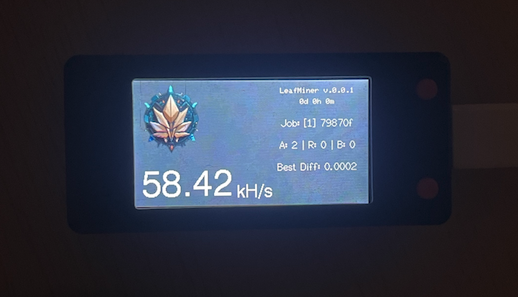 LeafMiner v.0.0.1
0d 0h 0m
Job: [1] 79870f
A: 2 | R: 0 | B: 0
Best Diff: 0.0002
58.42 kH/s